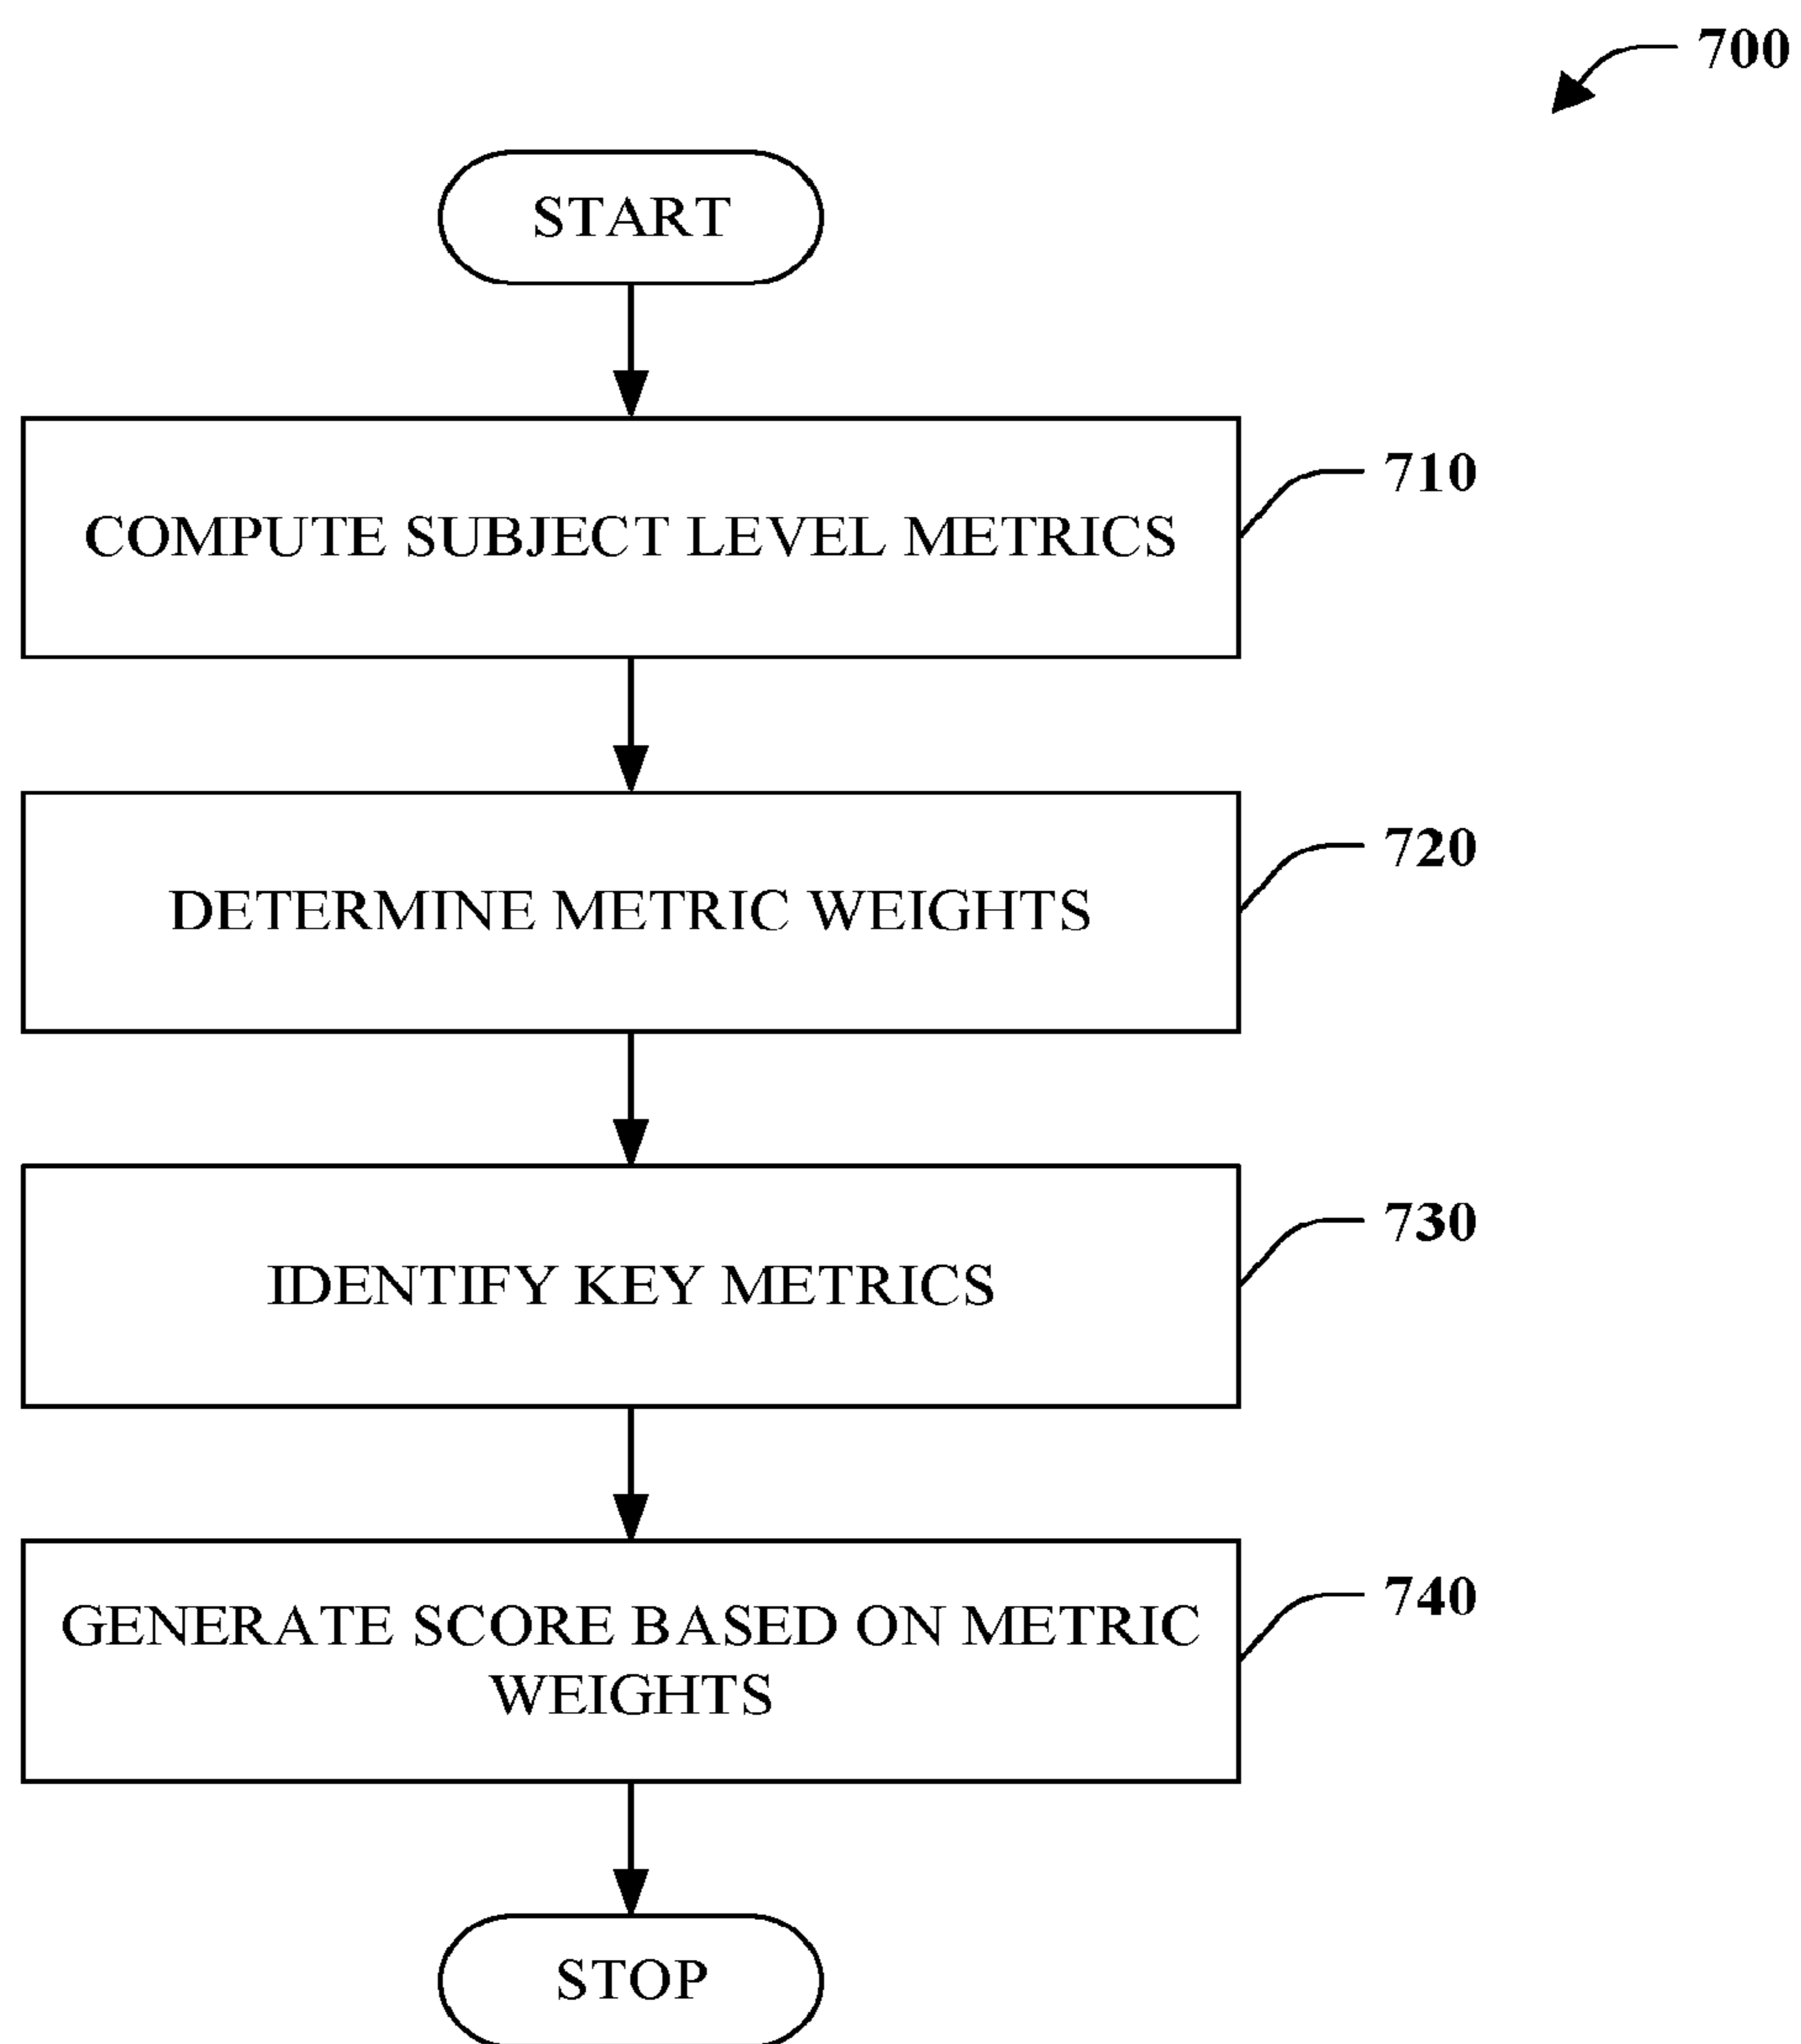 700
START
COMPUTE SUBJECT LEVEL METRICS
710
DETERMINE METRIC WEIGHTS
720
IDENTIFY KEY METRICS
730
GENERATE SCORE BASED ON METRIC
WEIGHTS
740
STOP